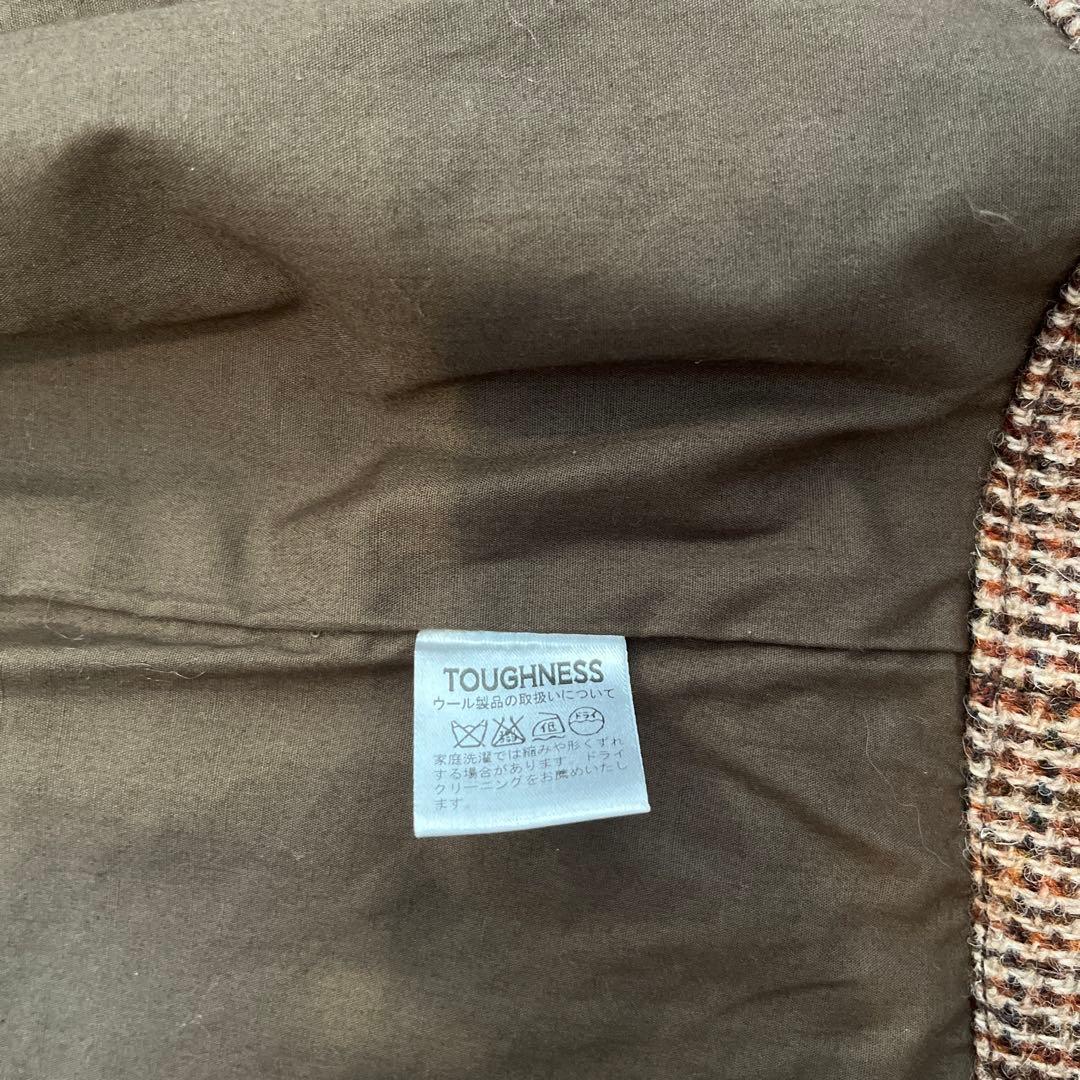 TOUGHNESS
ウール製品の取扱いについて
低 ドライ
家庭洗濯では縮みや形くずれ
する場合があります。ドライ
クリーニングをお薦めいたし
ます。